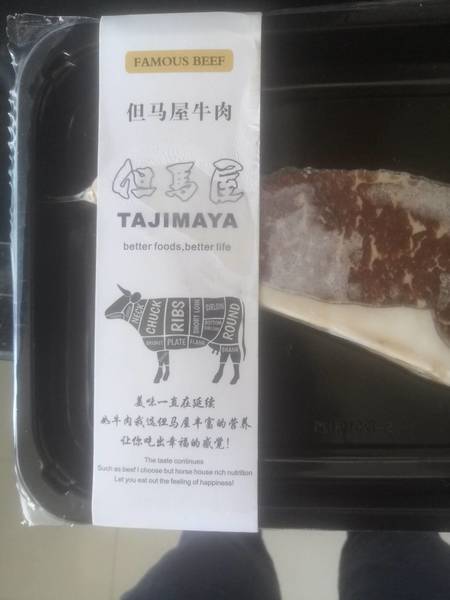 FAMOUS BEEF
但马屋牛肉
但馬屋
TAJIMAYA
better foods,better life
NECK
CHUCK
RIBS
SHORT LOIN
SIRLOIN
BOTTOM
ROUND
BRISKET
PLATE
FLANK
SHANK
美味一直在延续
如牛肉我选但马屋丰富的营养
让你吃出幸福的感觉!
The taste continues
Such as beef I choose but horse house rich nutrition
Let you eat out the feeling of happiness!